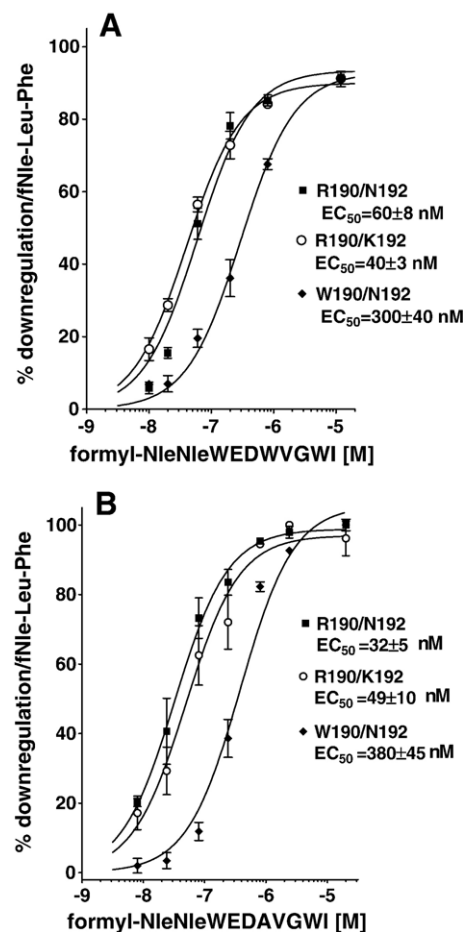 A
% downregulation/fNle-Leu-Phe
100
80
60
40
20
0
R190/N192
EC50=60±8 nM
R190/K192
EC50=40±3 nM
W190/N192
EC50=300±40 nM
-9 -8 -7 -6 -5
formyl-NleNleWEDWVGWI [M]
B
% downregulation/fNle-Leu-Phe
100
80
60
40
20
0
R190/N192
EC50=32±5 nM
R190/K192
EC50=49±10 nM
W190/N192
EC50=380±45 nM
-9 -8 -7 -6 -5
formyl-NleNleWEDAVGWI [M]